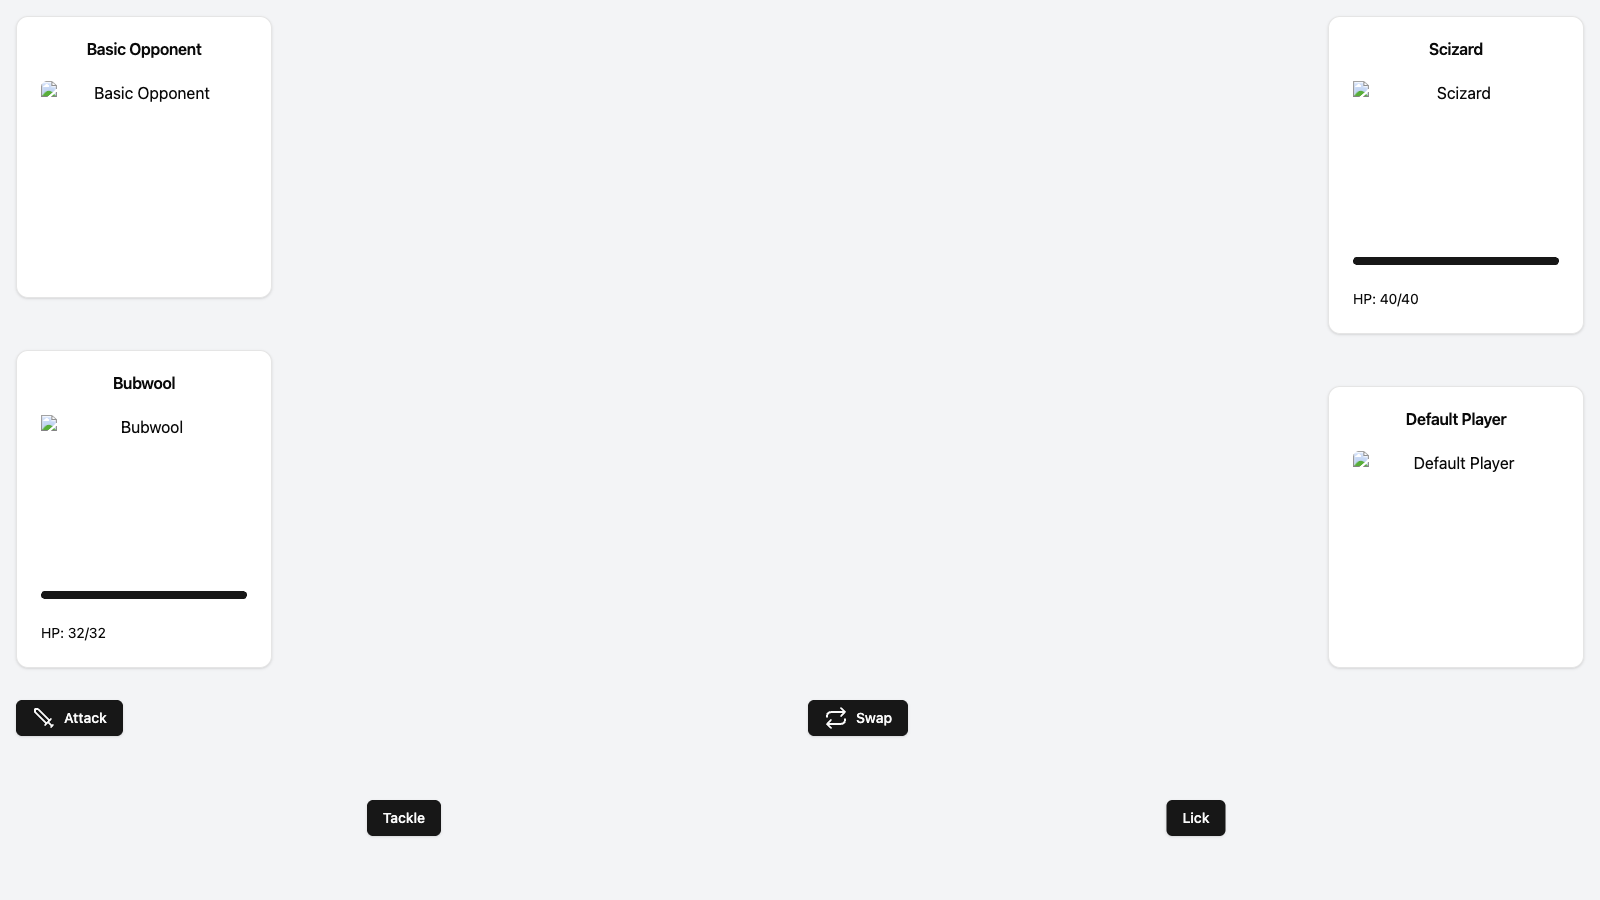 Basic Opponent
Basic Opponent
Scizard
Scizard
HP: 40/40
Bubwool
Bubwool
HP: 32/32
Default Player
Default Player
Attack
Swap
Tackle
Lick